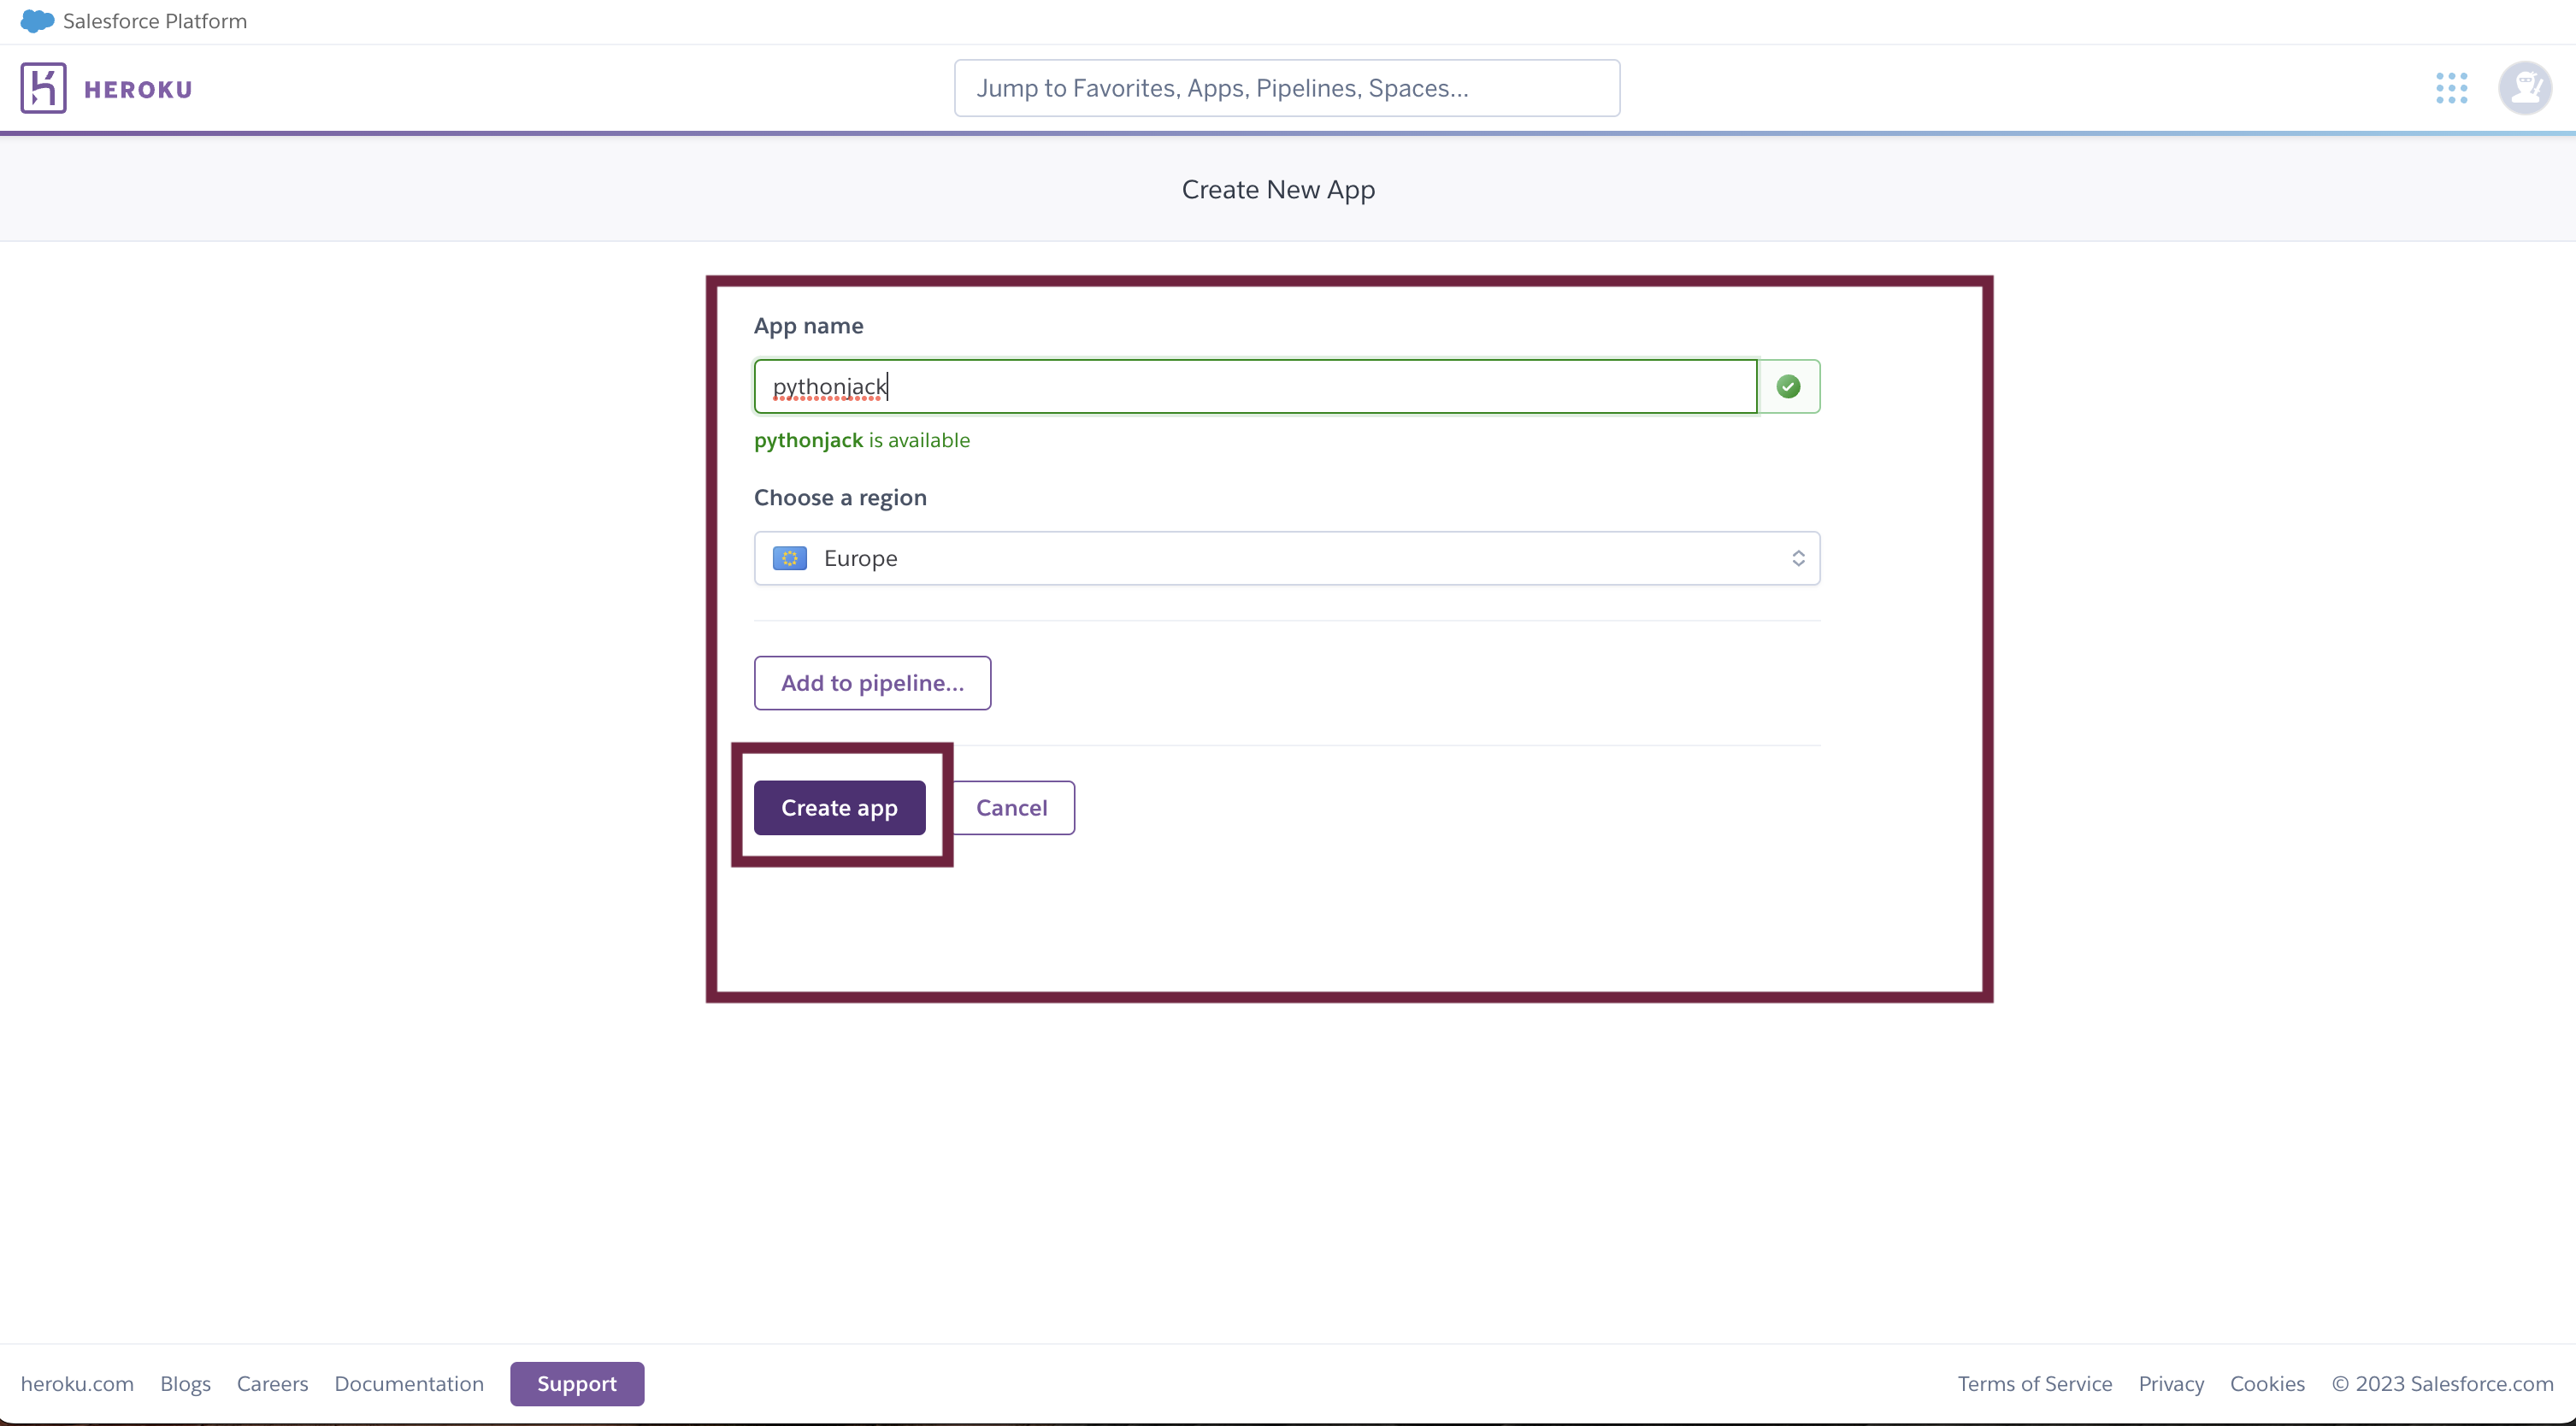 Salesforce Platform
HEROKU
Jump to Favorites, Apps, Pipelines, Spaces...
Create New App
App name
pythonjack
pythonjack is available
Choose a region
Europe
Add to pipeline...
Create app Cancel
heroku.com Blogs Careers Documentation Support Terms of Service Privacy Cookies © 2023 Salesforce.com